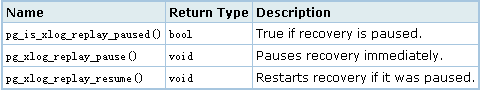 Name Return Type Description
pg_is_xlog_replay_paused() bool True if recovery is paused.
pg_xlog_replay_pause() void Pauses recovery immediately.
pg_xlog_replay_resume() void Restarts recovery if it was paused.